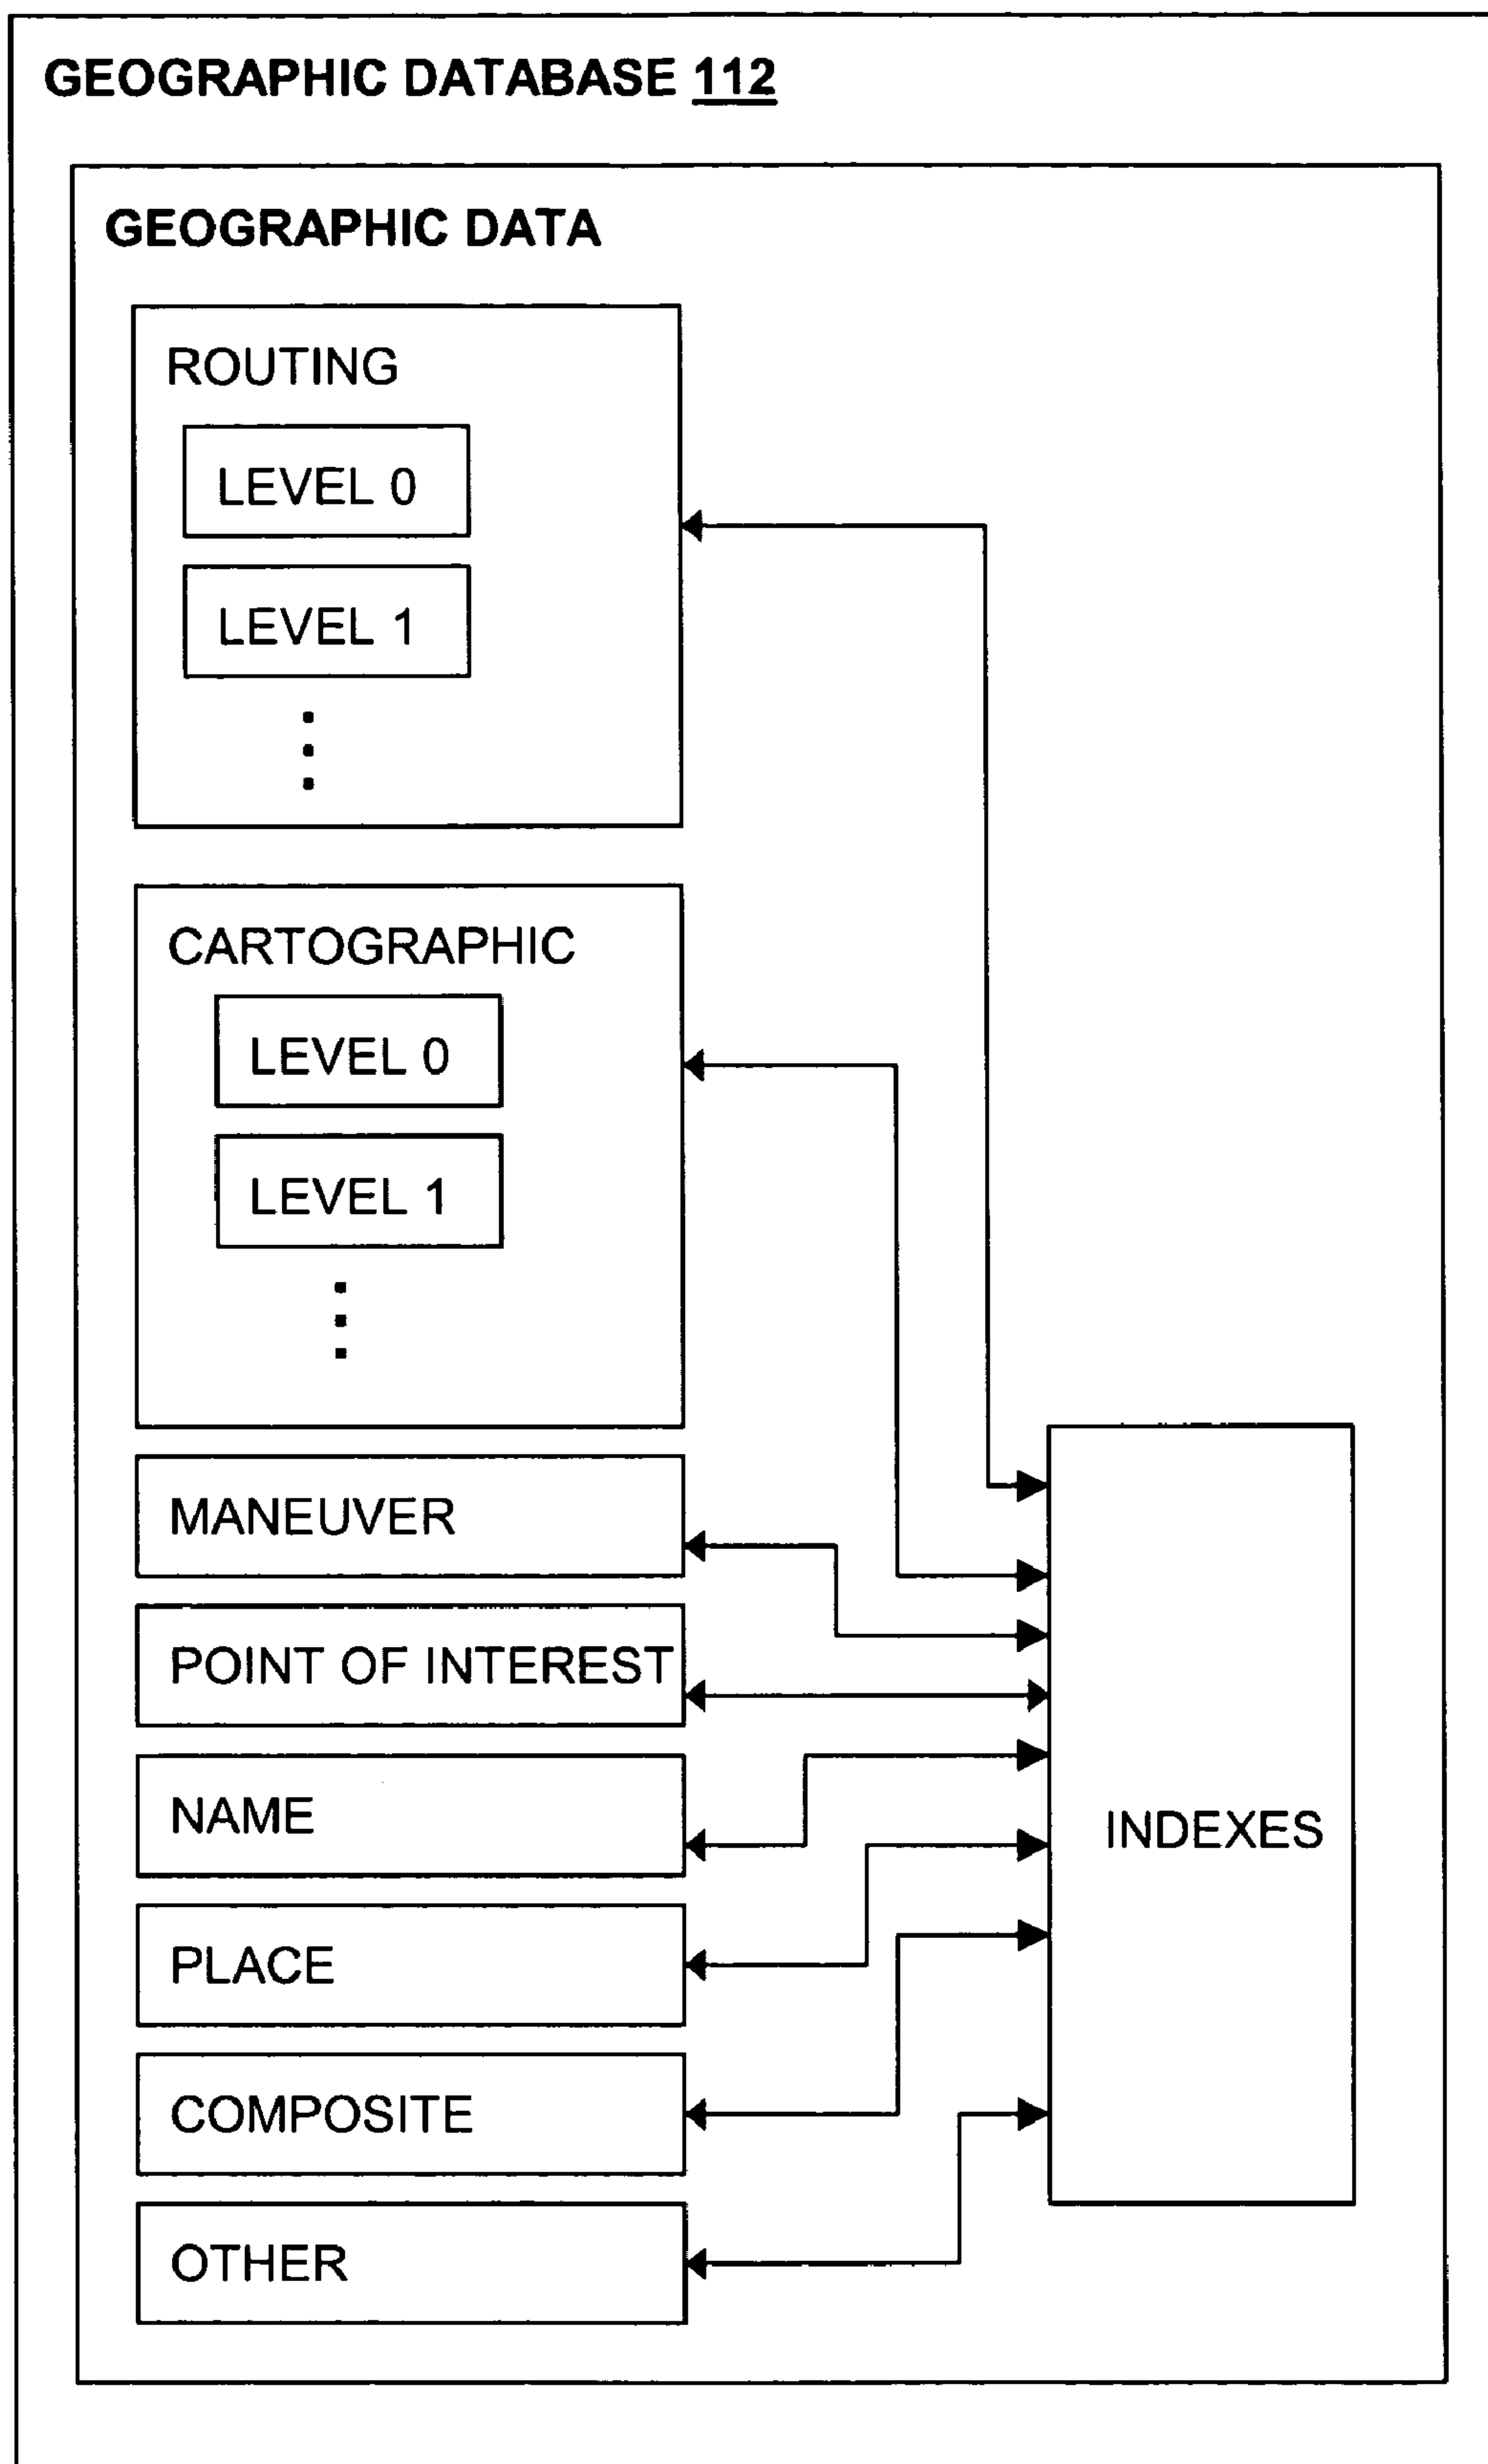 GEOGRAPHIC DATABASE 112
GEOGRAPHIC DATA
ROUTING
LEVEL 0
LEVEL 1
CARTOGRAPHIC
LEVEL 0
LEVEL 1
MANEUVER
POINT OF INTEREST
NAME
INDEXES
PLACE
COMPOSITE
OTHER